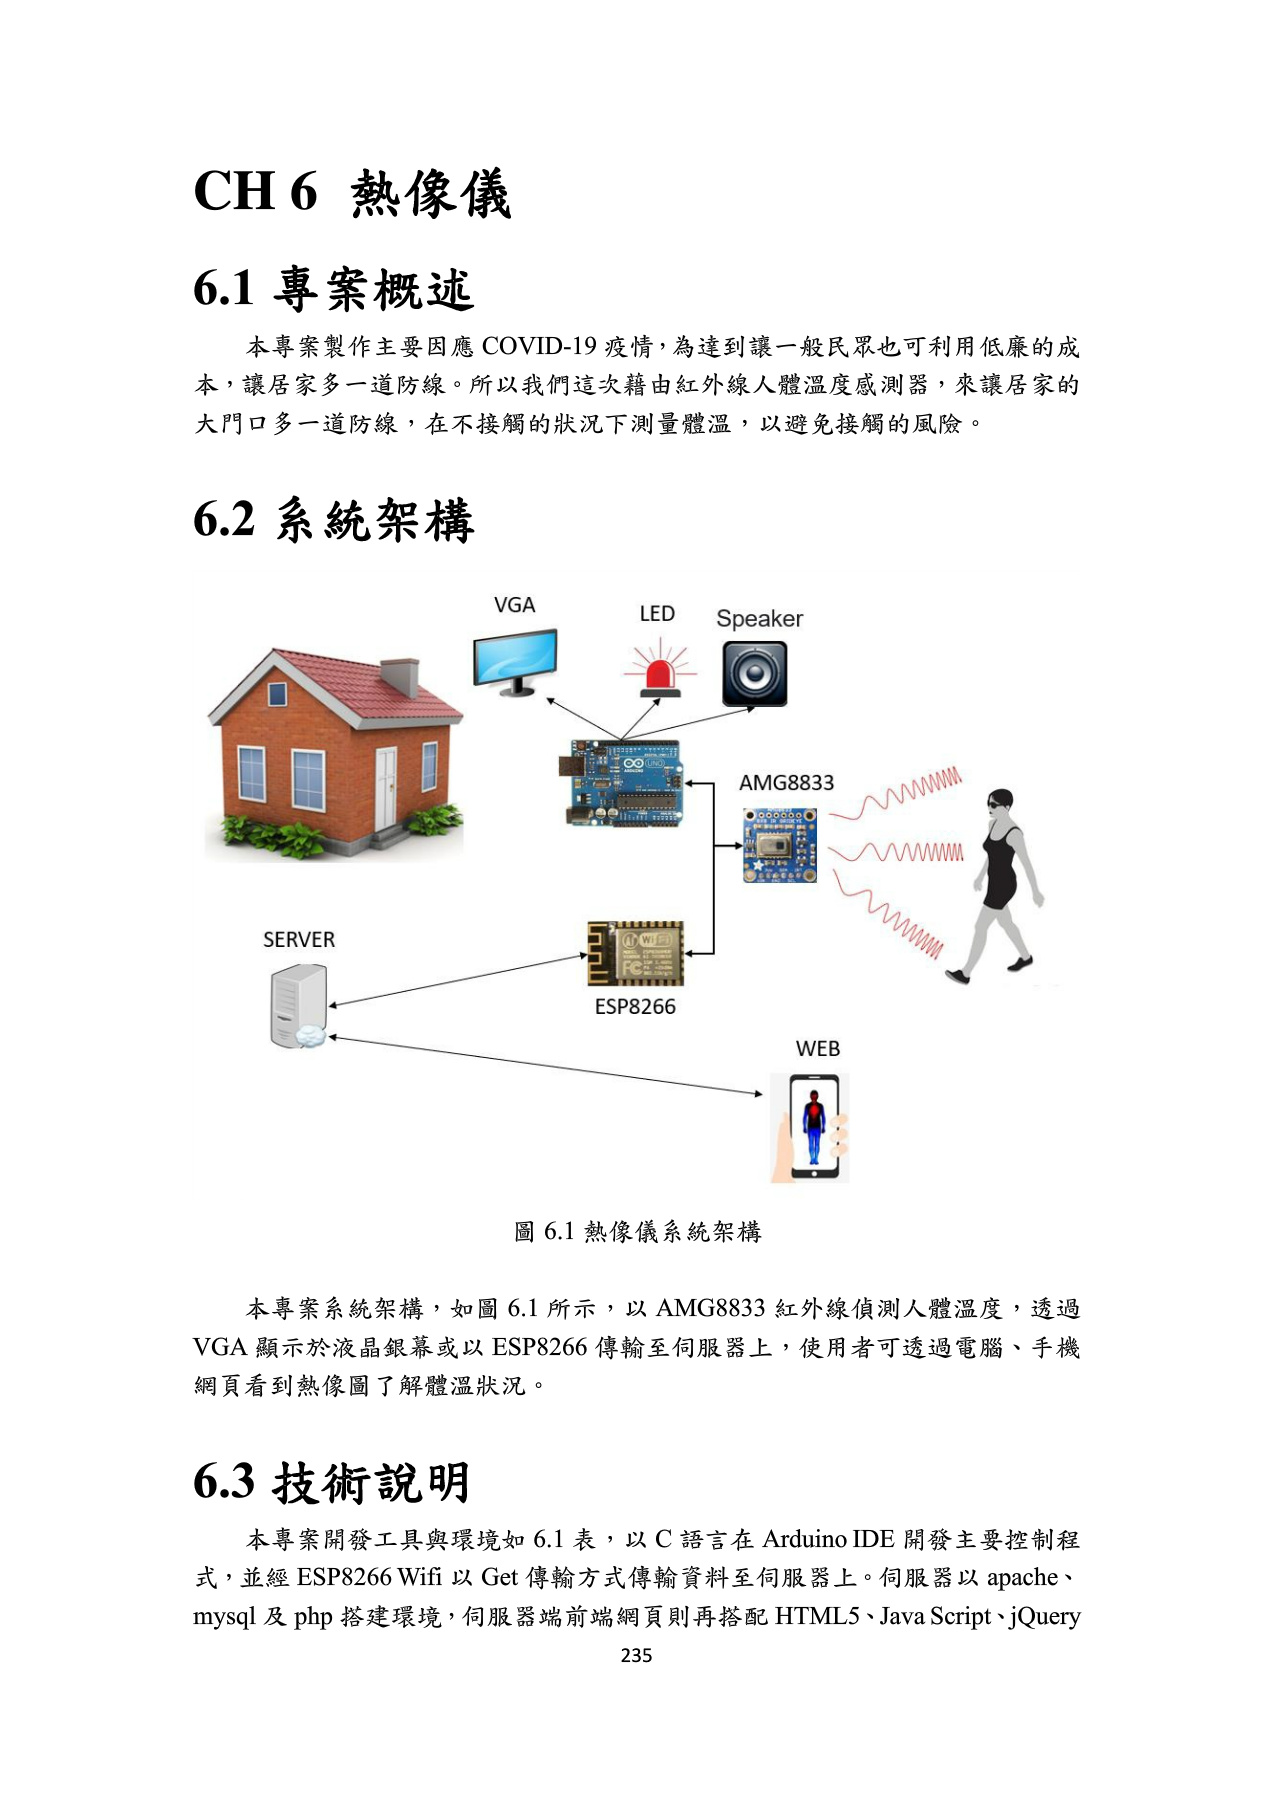 CH 6 熱像儀
6.1 專案概述
本專案製作主要因應 COVID-19 疫情，為達到讓一般民眾也可利用低廉的成
本，讓居家多一道防線。所以我們這次藉由紅外線人體溫度感測器，來讓居家的
大門口多一道防線，在不接觸的狀況下測量體溫，以避免接觸的風險。
6.2 系統架構
VGA
LED
Speaker
AMG8833
SERVER
ESP8266
WEB
圖 6.1 熱像儀系統架構
本專案系統架構，如圖 6.1 所示，以 AMG8833 紅外線偵測人體溫度，透過
VGA 顯示於液晶銀幕或以 ESP8266 傳輸至伺服器上，使用者可透過電腦、手機
網頁看到熱像圖了解體溫狀況。
6.3 技術說明
本專案開發工具與環境如 6.1 表，以 C 語言在 Arduino IDE 開發主要控制程
式，並經 ESP8266 Wifi 以 Get 傳輸方式傳輸資料至伺服器上。伺服器以 apache、
mysql 及 php 搭建環境，伺服器端前端網頁則再搭配 HTML5、Java Script、jQuery
235